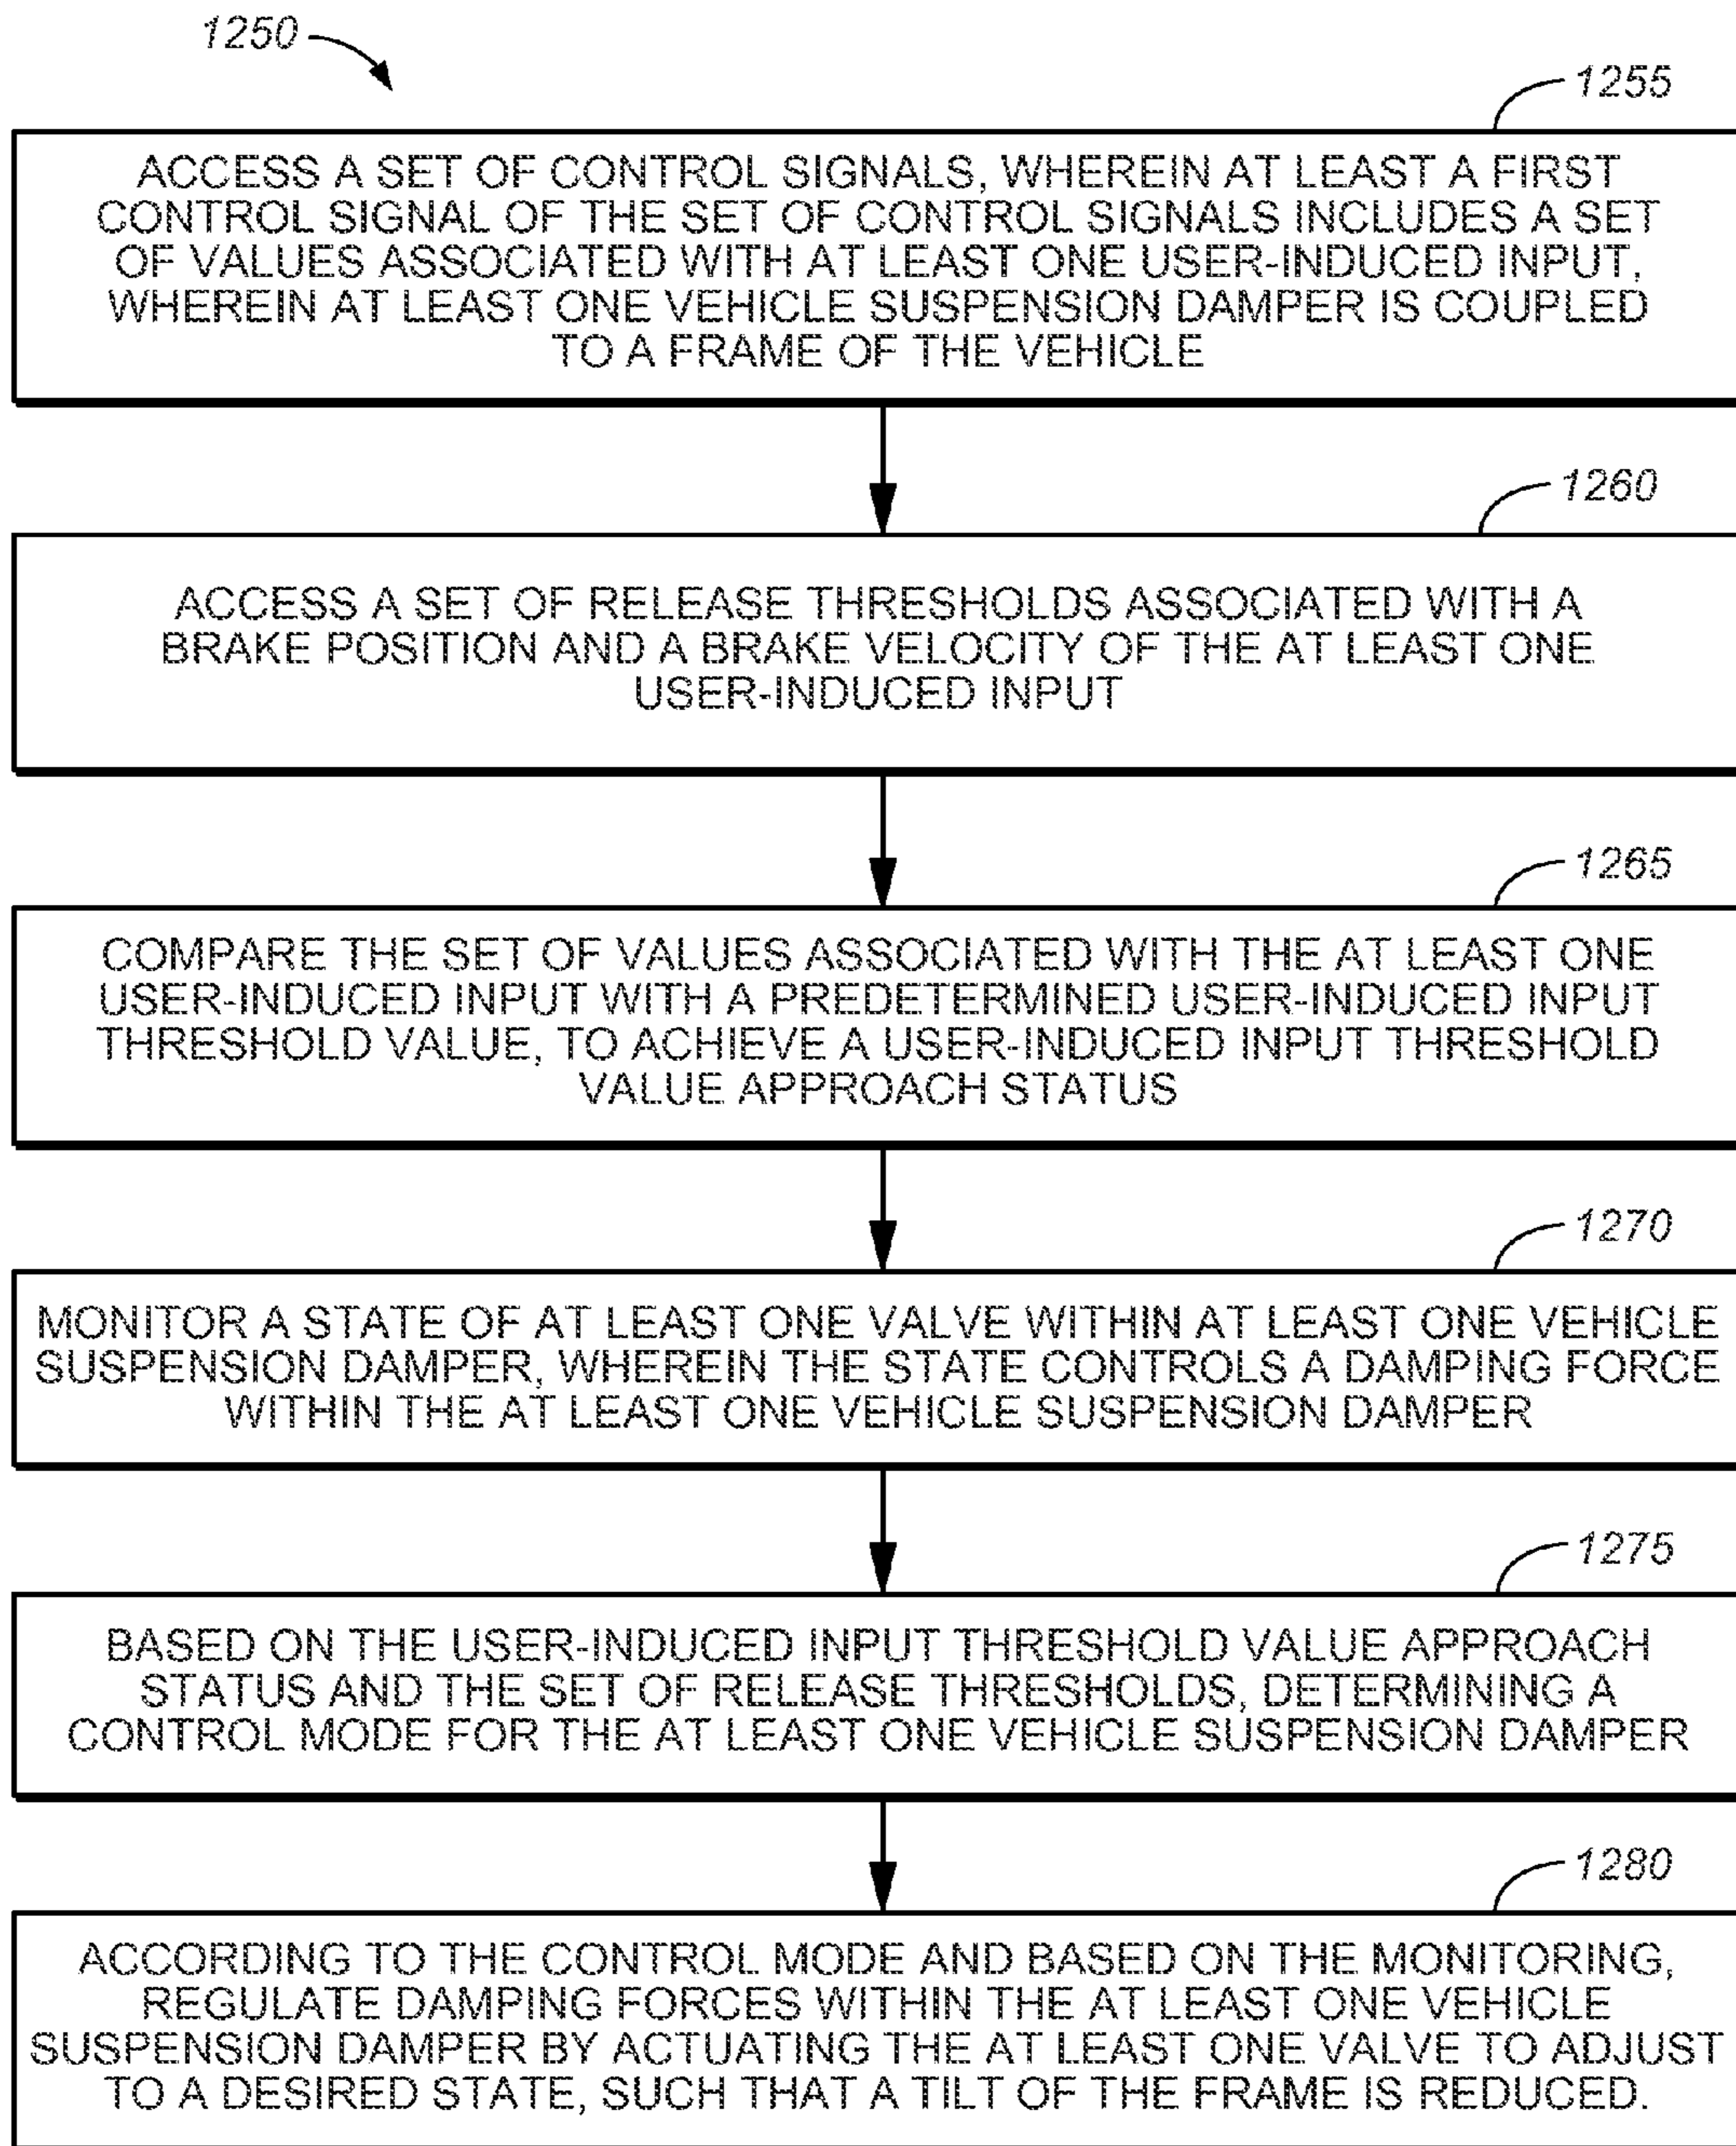 1250
1255
ACCESS A SET OF CONTROL SIGNALS, WHEREIN AT LEAST A FIRST
CONTROL SIGNAL OF THE SET OF CONTROL SIGNALS INCLUDES A SET
OF VALUES ASSOCIATED WITH AT LEAST ONE USER-INDUCED INPUT,
WHEREIN AT LEAST ONE VEHICLE SUSPENSION DAMPER IS COUPLED
TO A FRAME OF THE VEHICLE
1260
ACCESS A SET OF RELEASE THRESHOLDS ASSOCIATED WITH A
BRAKE POSITION AND A BRAKE VELOCITY OF THE AT LEAST ONE
USER-INDUCED INPUT
1265
COMPARE THE SET OF VALUES ASSOCIATED WITH THE AT LEAST ONE
USER-INDUCED INPUT WITH A PREDETERMINED USER-INDUCED INPUT
THRESHOLD VALUE, TO ACHIEVE A USER-INDUCED INPUT THRESHOLD
VALUE APPROACH STATUS
1270
MONITOR A STATE OF AT LEAST ONE VALVE WITHIN AT LEAST ONE VEHICLE
SUSPENSION DAMPER, WHEREIN THE STATE CONTROLS A DAMPING FORCE
WITHIN THE AT LEAST ONE VEHICLE SUSPENSION DAMPER
1275
BASED ON THE USER-INDUCED INPUT THRESHOLD VALUE APPROACH
STATUS AND THE SET OF RELEASE THRESHOLDS, DETERMINING A
CONTROL MODE FOR THE AT LEAST ONE VEHICLE SUSPENSION DAMPER
1280
ACCORDING TO THE CONTROL MODE AND BASED ON THE MONITORING,
REGULATE DAMPING FORCES WITHIN THE AT LEAST ONE VEHICLE
SUSPENSION DAMPER BY ACTUATING THE AT LEAST ONE VALVE TO ADJUST
TO A DESIRED STATE, SUCH THAT A TILT OF THE FRAME IS REDUCED.